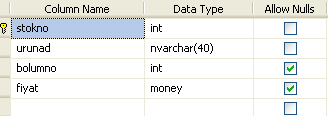 Column Name Data Type Allow Nulls
stokno int
urunad nvarchar(40)
bolumno int
fiyat money